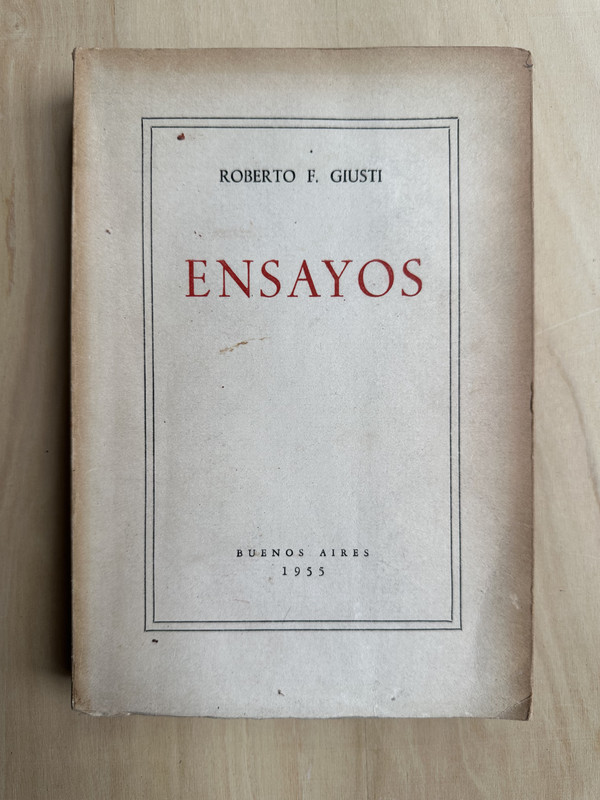 ROBERTO F. GIUSTI
ENSAYOS
BUENOS AIRES
1955